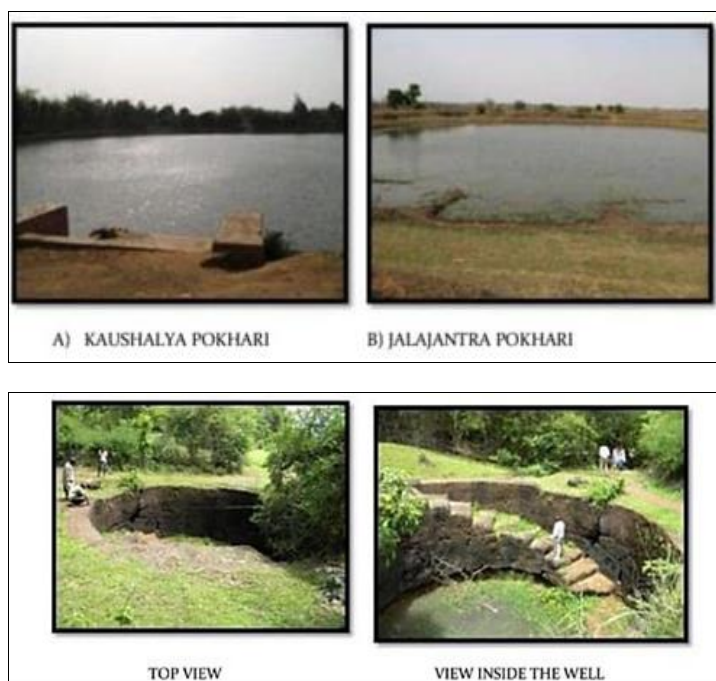 A) KAUSHALYA POKHARI
B) JALAJANTRA POKHARI
TOP VIEW
VIEW INSIDE THE WELL